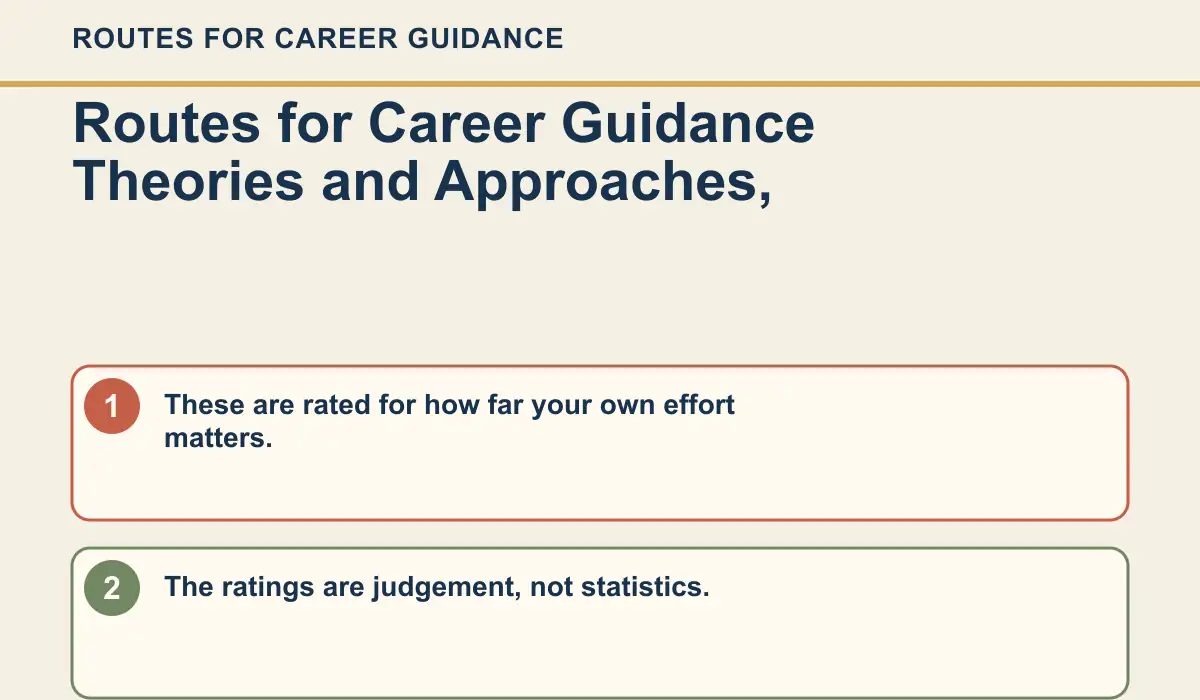 ROUTES FOR CAREER GUIDANCE
Routes for Career Guidance
Theories and Approaches,
1
These are rated for how far your own effort
matters.
2
The ratings are judgement, not statistics.